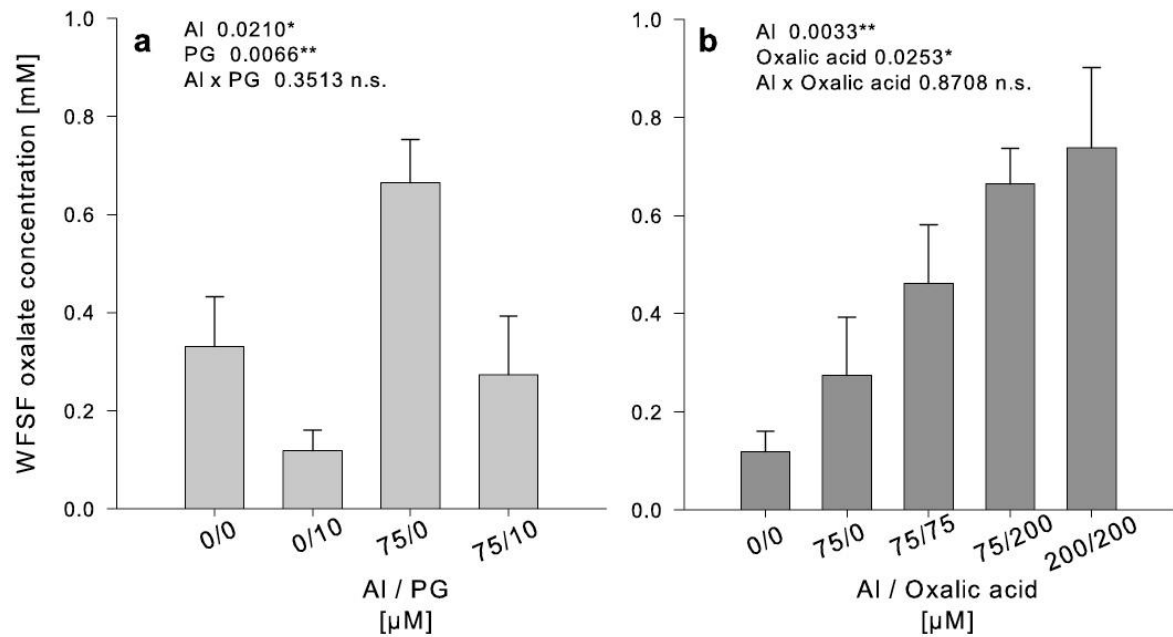 WFSF oxalate concentration [mM]
1.0
0.8
0.6
0.4
0.2
0.0
a
Al 0.0210*
PG 0.0066**
Al x PG 0.3513 n.s.
0/0
0/10
75/0
75/10
Al / PG
[µM]
1.0
0.8
0.6
0.4
0.2
0.0
b
Al 0.0033**
Oxalic acid 0.0253*
Al x Oxalic acid 0.8708 n.s.
0/0
75/0
75/75
75/200
200/200
Al / Oxalic acid
[µM]